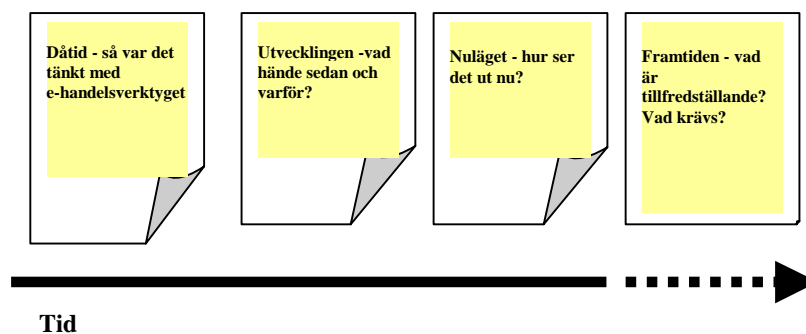 Dåtid - så var det
tänkt med
e-handelsverktyget
Utvecklingen -vad
hände sedan och
varför?
Nuläget - hur ser
det ut nu?
Framtiden - vad
är
tillfredställande?
Vad krävs?
Tid